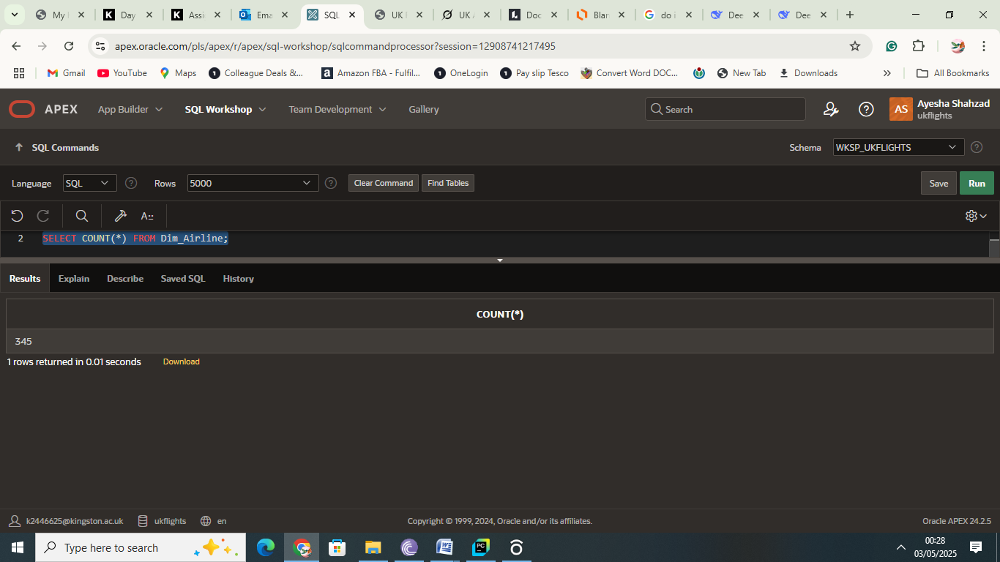 My
Day
Assi
Ema
SQL
UK
UK
Doc
Blan
do i
Dee
Dee
apex.oracle.com/pls/apex/r/apex/sql-workshop/sqlcommandprocessor?session=12908741217495
Gmail YouTube Maps Colleague Deals &... Amazon FBA - Fulfil... OneLogin Pay slip Tesco Convert Word DOC... New Tab Downloads » All Bookmarks
APEX App Builder SQL Workshop Team Development Gallery Search AS Ayesha Shahzad
ukflights
SQL Commands Schema WKSP_UKFLIGHTS
Language SQL Rows 5000 Clear Command Find Tables Save Run
A::
2 SELECT COUNT(*) FROM Dim_Airline;
Results Explain Describe Saved SQL History
COUNT(*)
345
1 rows returned in 0.01 seconds Download
k2446625@kingston.ac.uk ukflights en Copyright © 1999, 2024, Oracle and/or its affiliates. Oracle APEX 24.2.5
Type here to search PC 00:28
03/05/2025